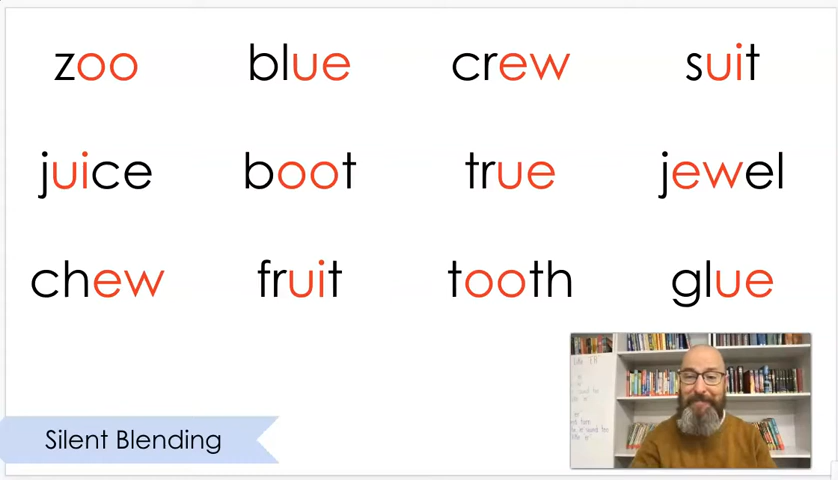 zoo blue crew suit
juice boot true jewel
chew fruit tooth glue
Silent Blending